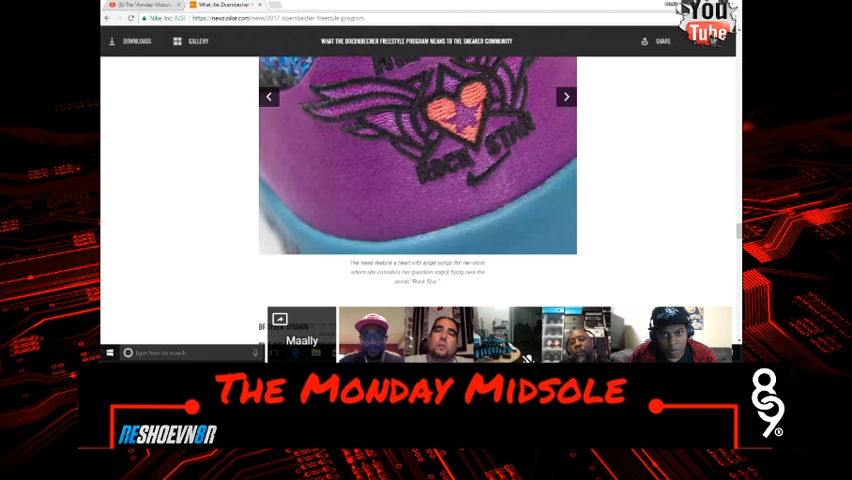 The Monday Midsole
What the Doernbecher F
Maally
You
Tube
Nike, Inc. [US]
https://news.nike.com/news/2017-doernbecher-freestyle-program
DOWNLOADS
GALLERY
WHAT THE DOERNBECHER FREESTYLE PROGRAM MEANS TO THE SNEAKER COMMUNITY
SHARE
ROCK STAR
The heels feature a heart with angel wings (for her mom,
whom she considers her guardian angel) flying over the
words "Rock Star."
Maally
Type here to search
THE MONDAY MIDSOLE
RESHOEVN8R